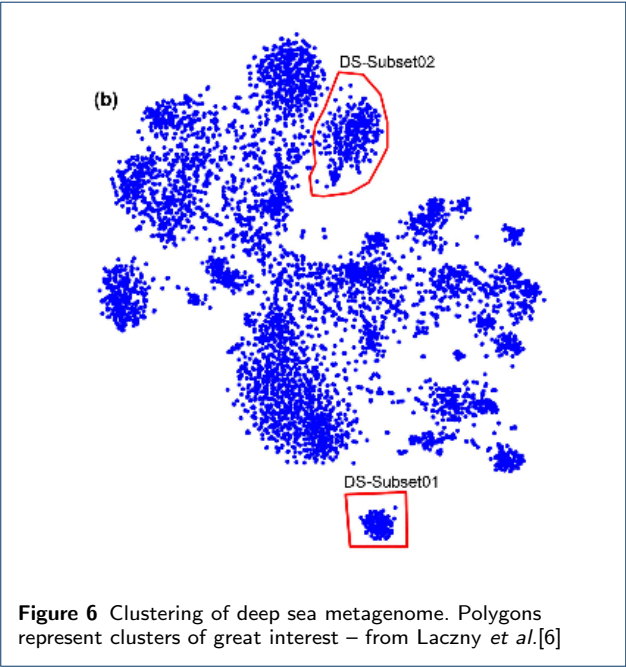 DS-Subset02
(b)
DS-Subset01
Figure 6 Clustering of deep sea metagenome. Polygons
represent clusters of great interest – from Laczny et al.[6]